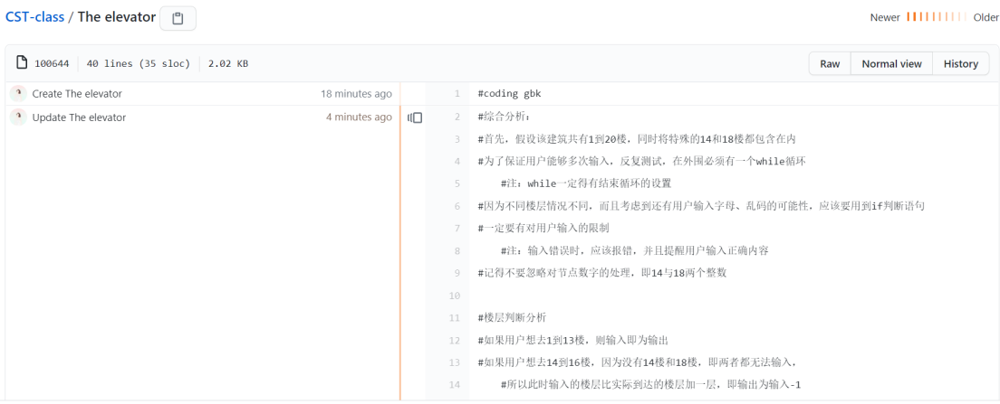 CST-class / The elevator
Newer Older
100644 40 lines (35 sloc) 2.02 KB
Raw Normal view History
Create The elevator 18 minutes ago
Update The elevator 4 minutes ago
1 #coding gbk
2 #综合分析：
3 #首先，假设该建筑共有1到20楼，同时将特殊的14和18楼都包含在内
4 #为了保证用户能够多次输入，反复测试，在外围必须有一个while循环
5 #注：while一定得有结束循环的设置
6 #因为不同楼层情况不同，而且考虑到还有用户输入字母、乱码的可能性，应该要用到if判断语句
7 #一定要有对用户输入的限制
8 #注：输入错误时，应该报错，并且提醒用户输入正确内容
9 #记得不要忽略对节点数字的处理，即14与18两个整数
10
11 #楼层判断分析
12 #如果用户想去1到13楼，则输入即为输出
13 #如果用户想去14到16楼，因为没有14楼和18楼，即两者都无法输入，
14 #所以此时输入的楼层比实际到达的楼层加一层，即输出为输入-1